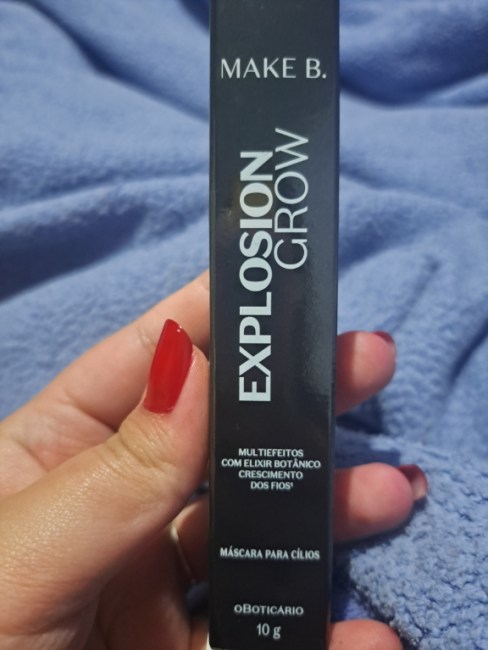 MAKE B.
EXPLOSION
GROW
MULTIEFEITOS
COM ELIXIR BOTÂNICO
CRESCIMENTO
DOS FIOS¹
MÁSCARA PARA CÍLIOS
oBOTICÁRIO
10 g